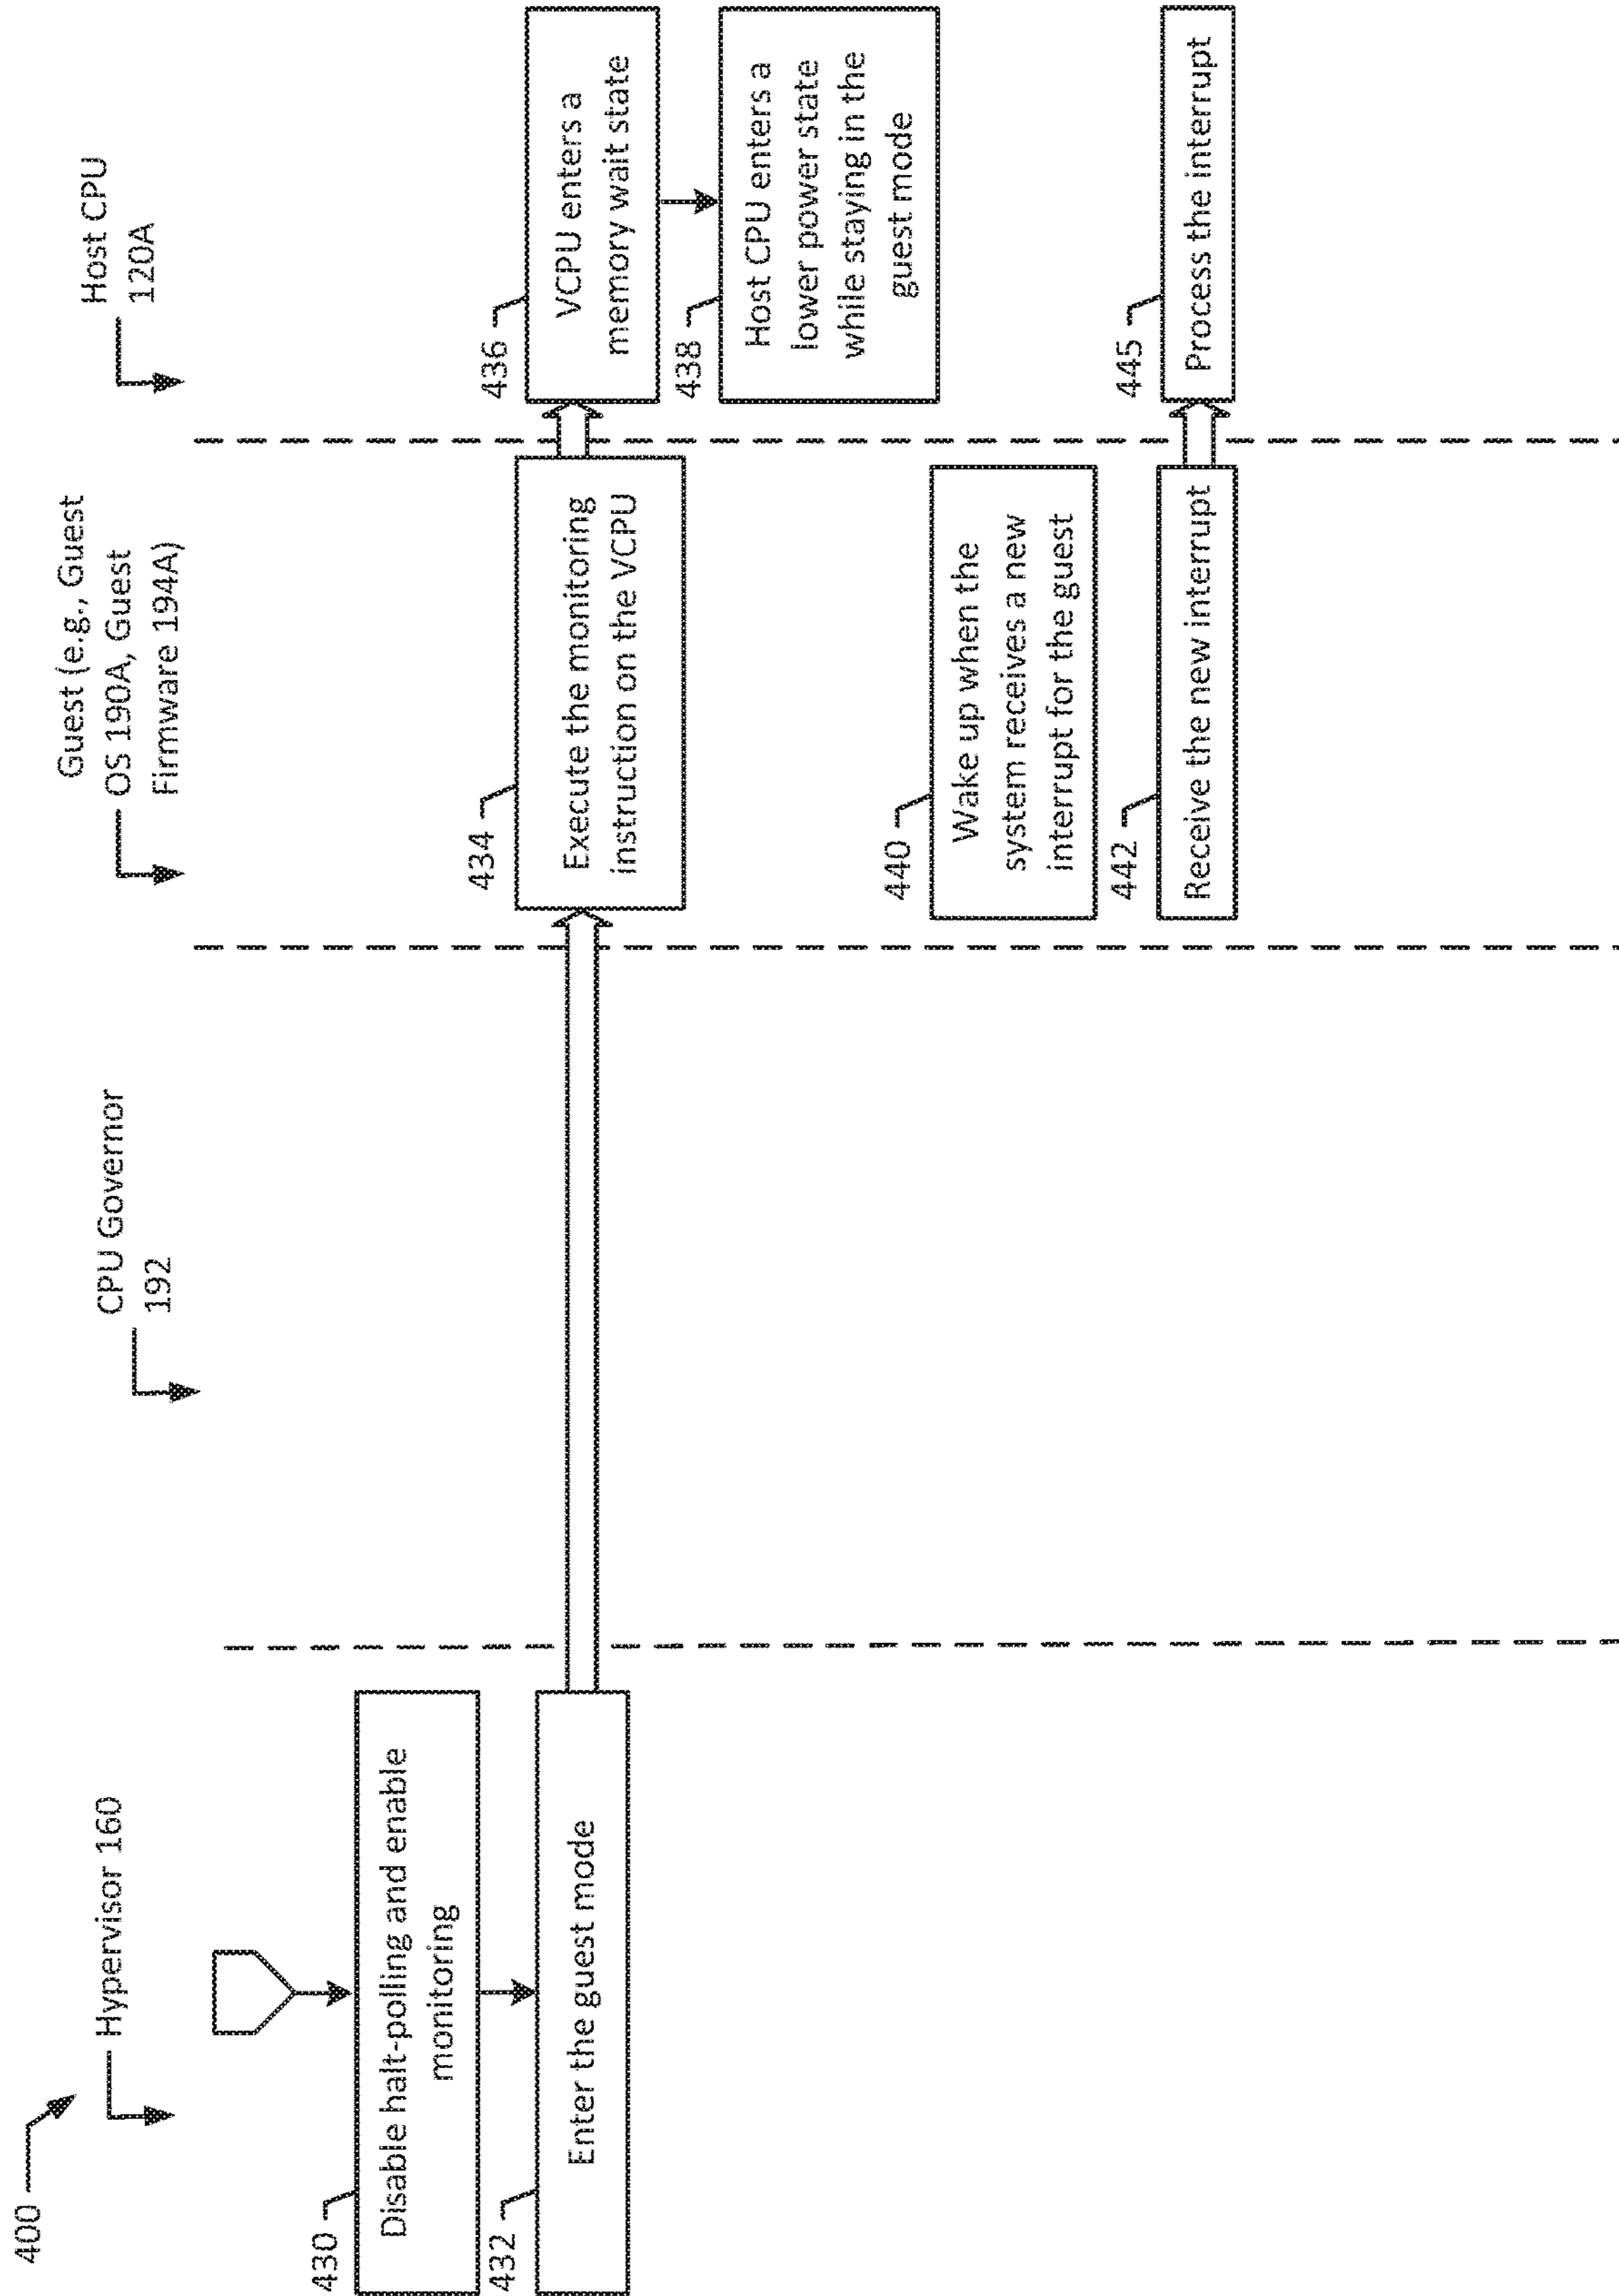 400
Hypervisor 160
CPU Governor
192
Guest (e.g., Guest
OS 190A, Guest
Firmware 194A)
Host CPU
120A
430
Disable halt-polling and enable
monitoring
432
Enter the guest mode
434
Execute the monitoring
instruction on the VCPU
436
VCPU enters a
memory wait state
438
Host CPU enters a
lower power state
while staying in the
guest mode
440
Wake up when the
system receives a new
interrupt for the guest
442
Receive the new interrupt
445
Process the interrupt